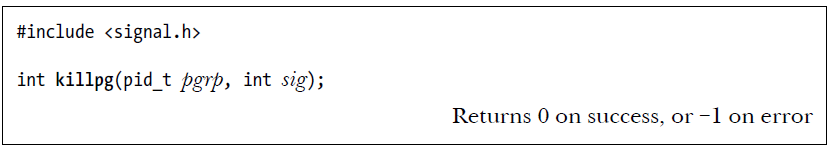 #include <signal.h>
int killpg(pid_t pgrp, int sig);
Returns 0 on success, or −1 on error